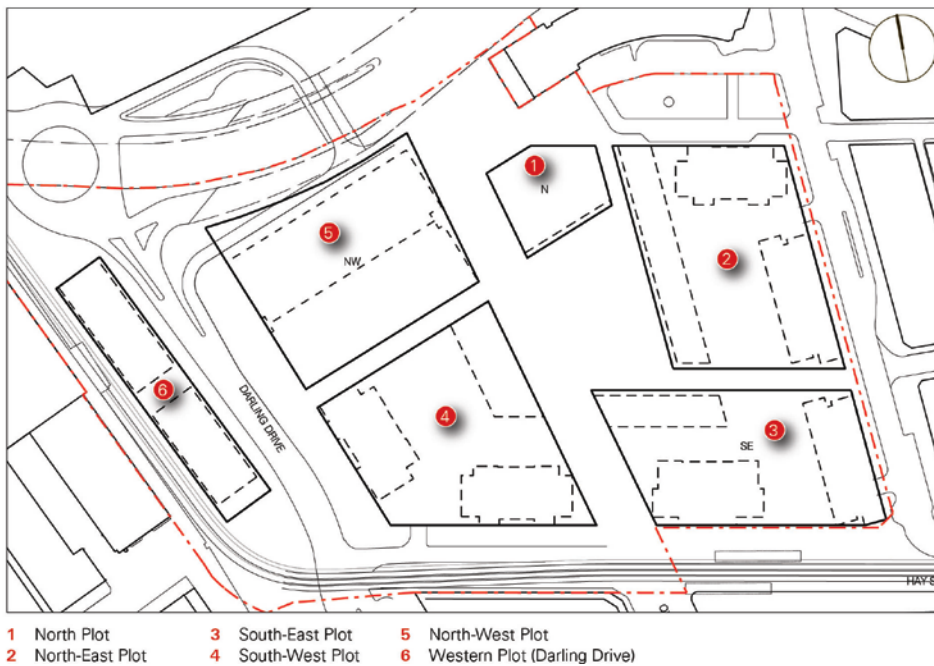 1
N
5
NW
2
6
DARLING DRIVE
4
3
SE
HAY S
1 North Plot
2 North-East Plot
3 South-East Plot
4 South-West Plot
5 North-West Plot
6 Western Plot (Darling Drive)